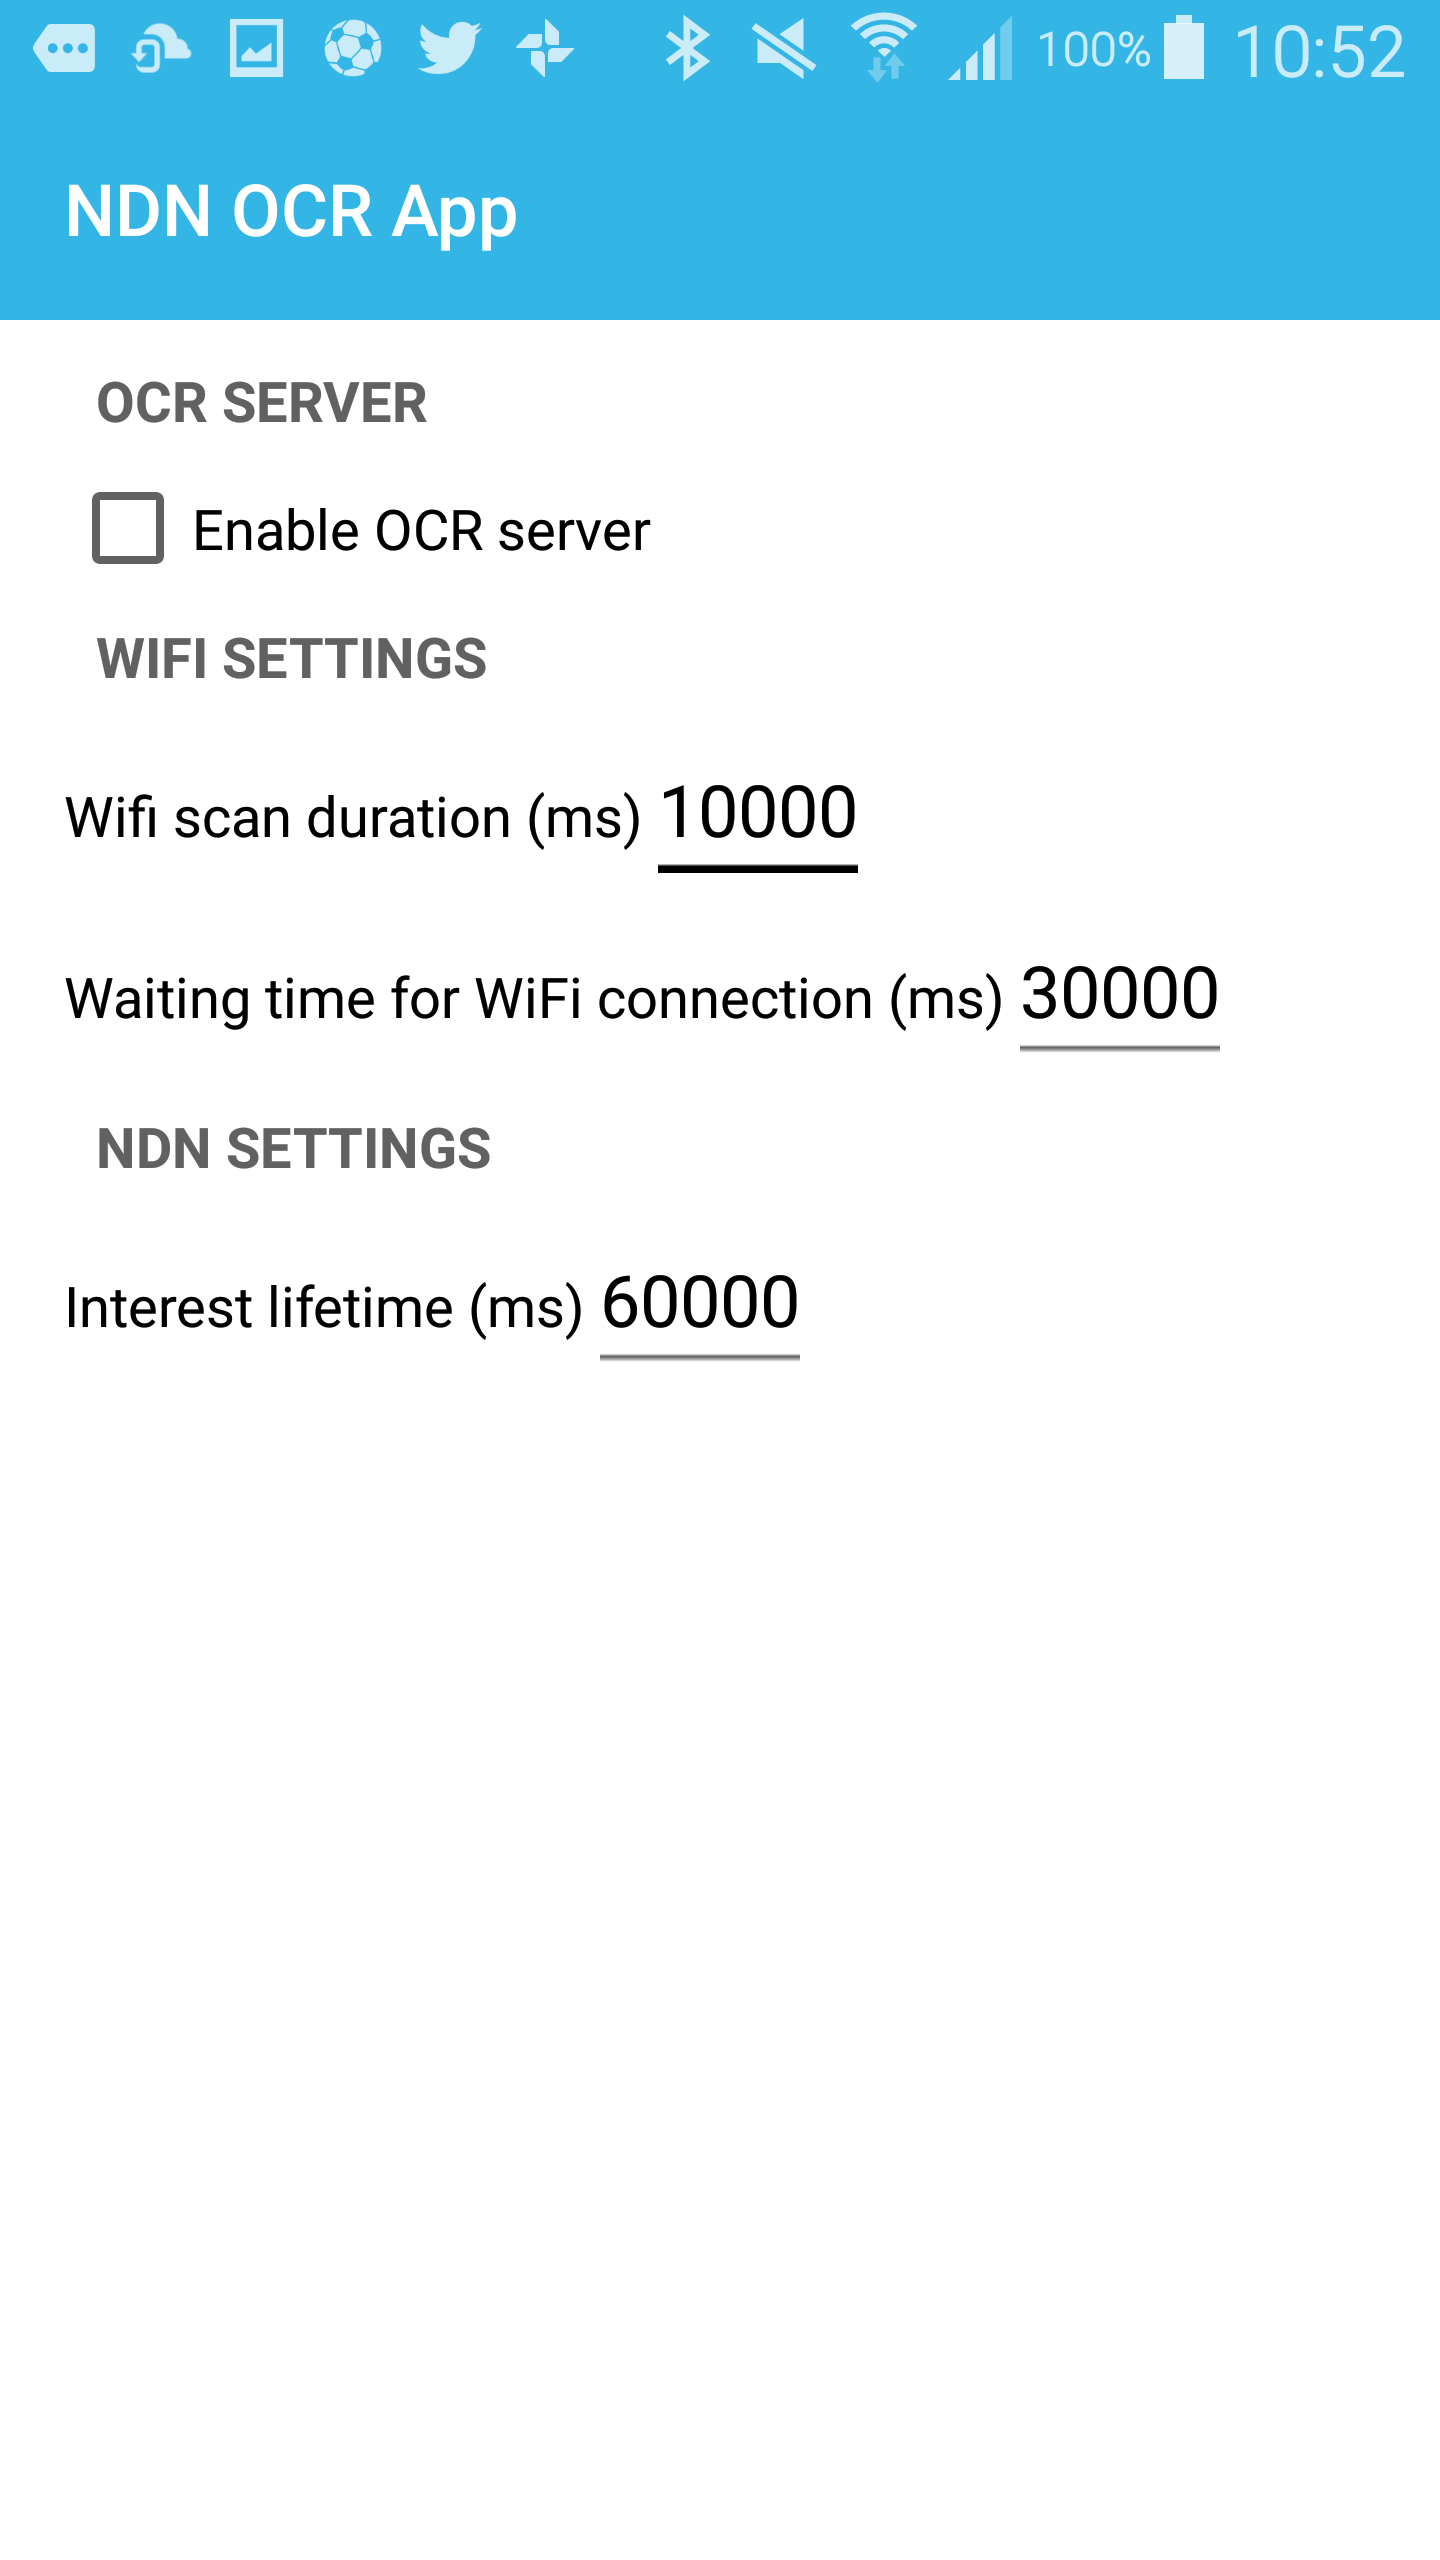 100% 10:52
NDN OCR App
OCR SERVER
Enable OCR server
WIFI SETTINGS
Wifi scan duration (ms) 10000
Waiting time for WiFi connection (ms) 30000
NDN SETTINGS
Interest lifetime (ms) 60000